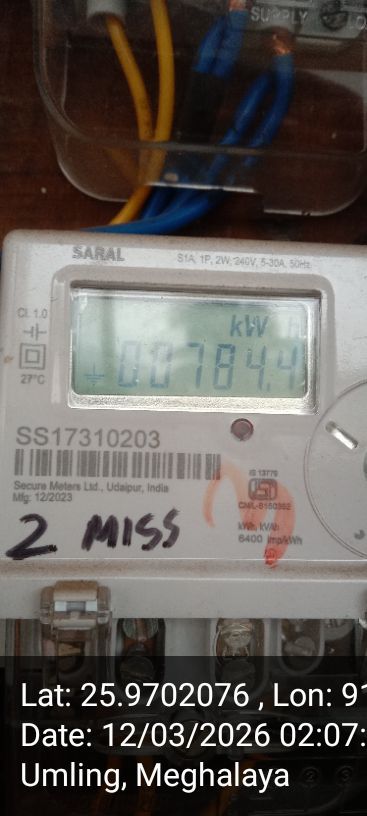 SUPPLY
SARAL
S1A, 1P, 2W, 240V, 5-30A, 50Hz
Cl. 1.0
kW h
00784.4
27°C
SS17310203
Secure Meters Ltd., Udaipur, India
Mfg: 12/2023
IS 13779
CM/L-8150352
kWh, kVAh
6400 imp/kWh
2 MISS
Lat: 25.9702076 , Lon: 91
Date: 12/03/2026 02:07:
Umling, Meghalaya